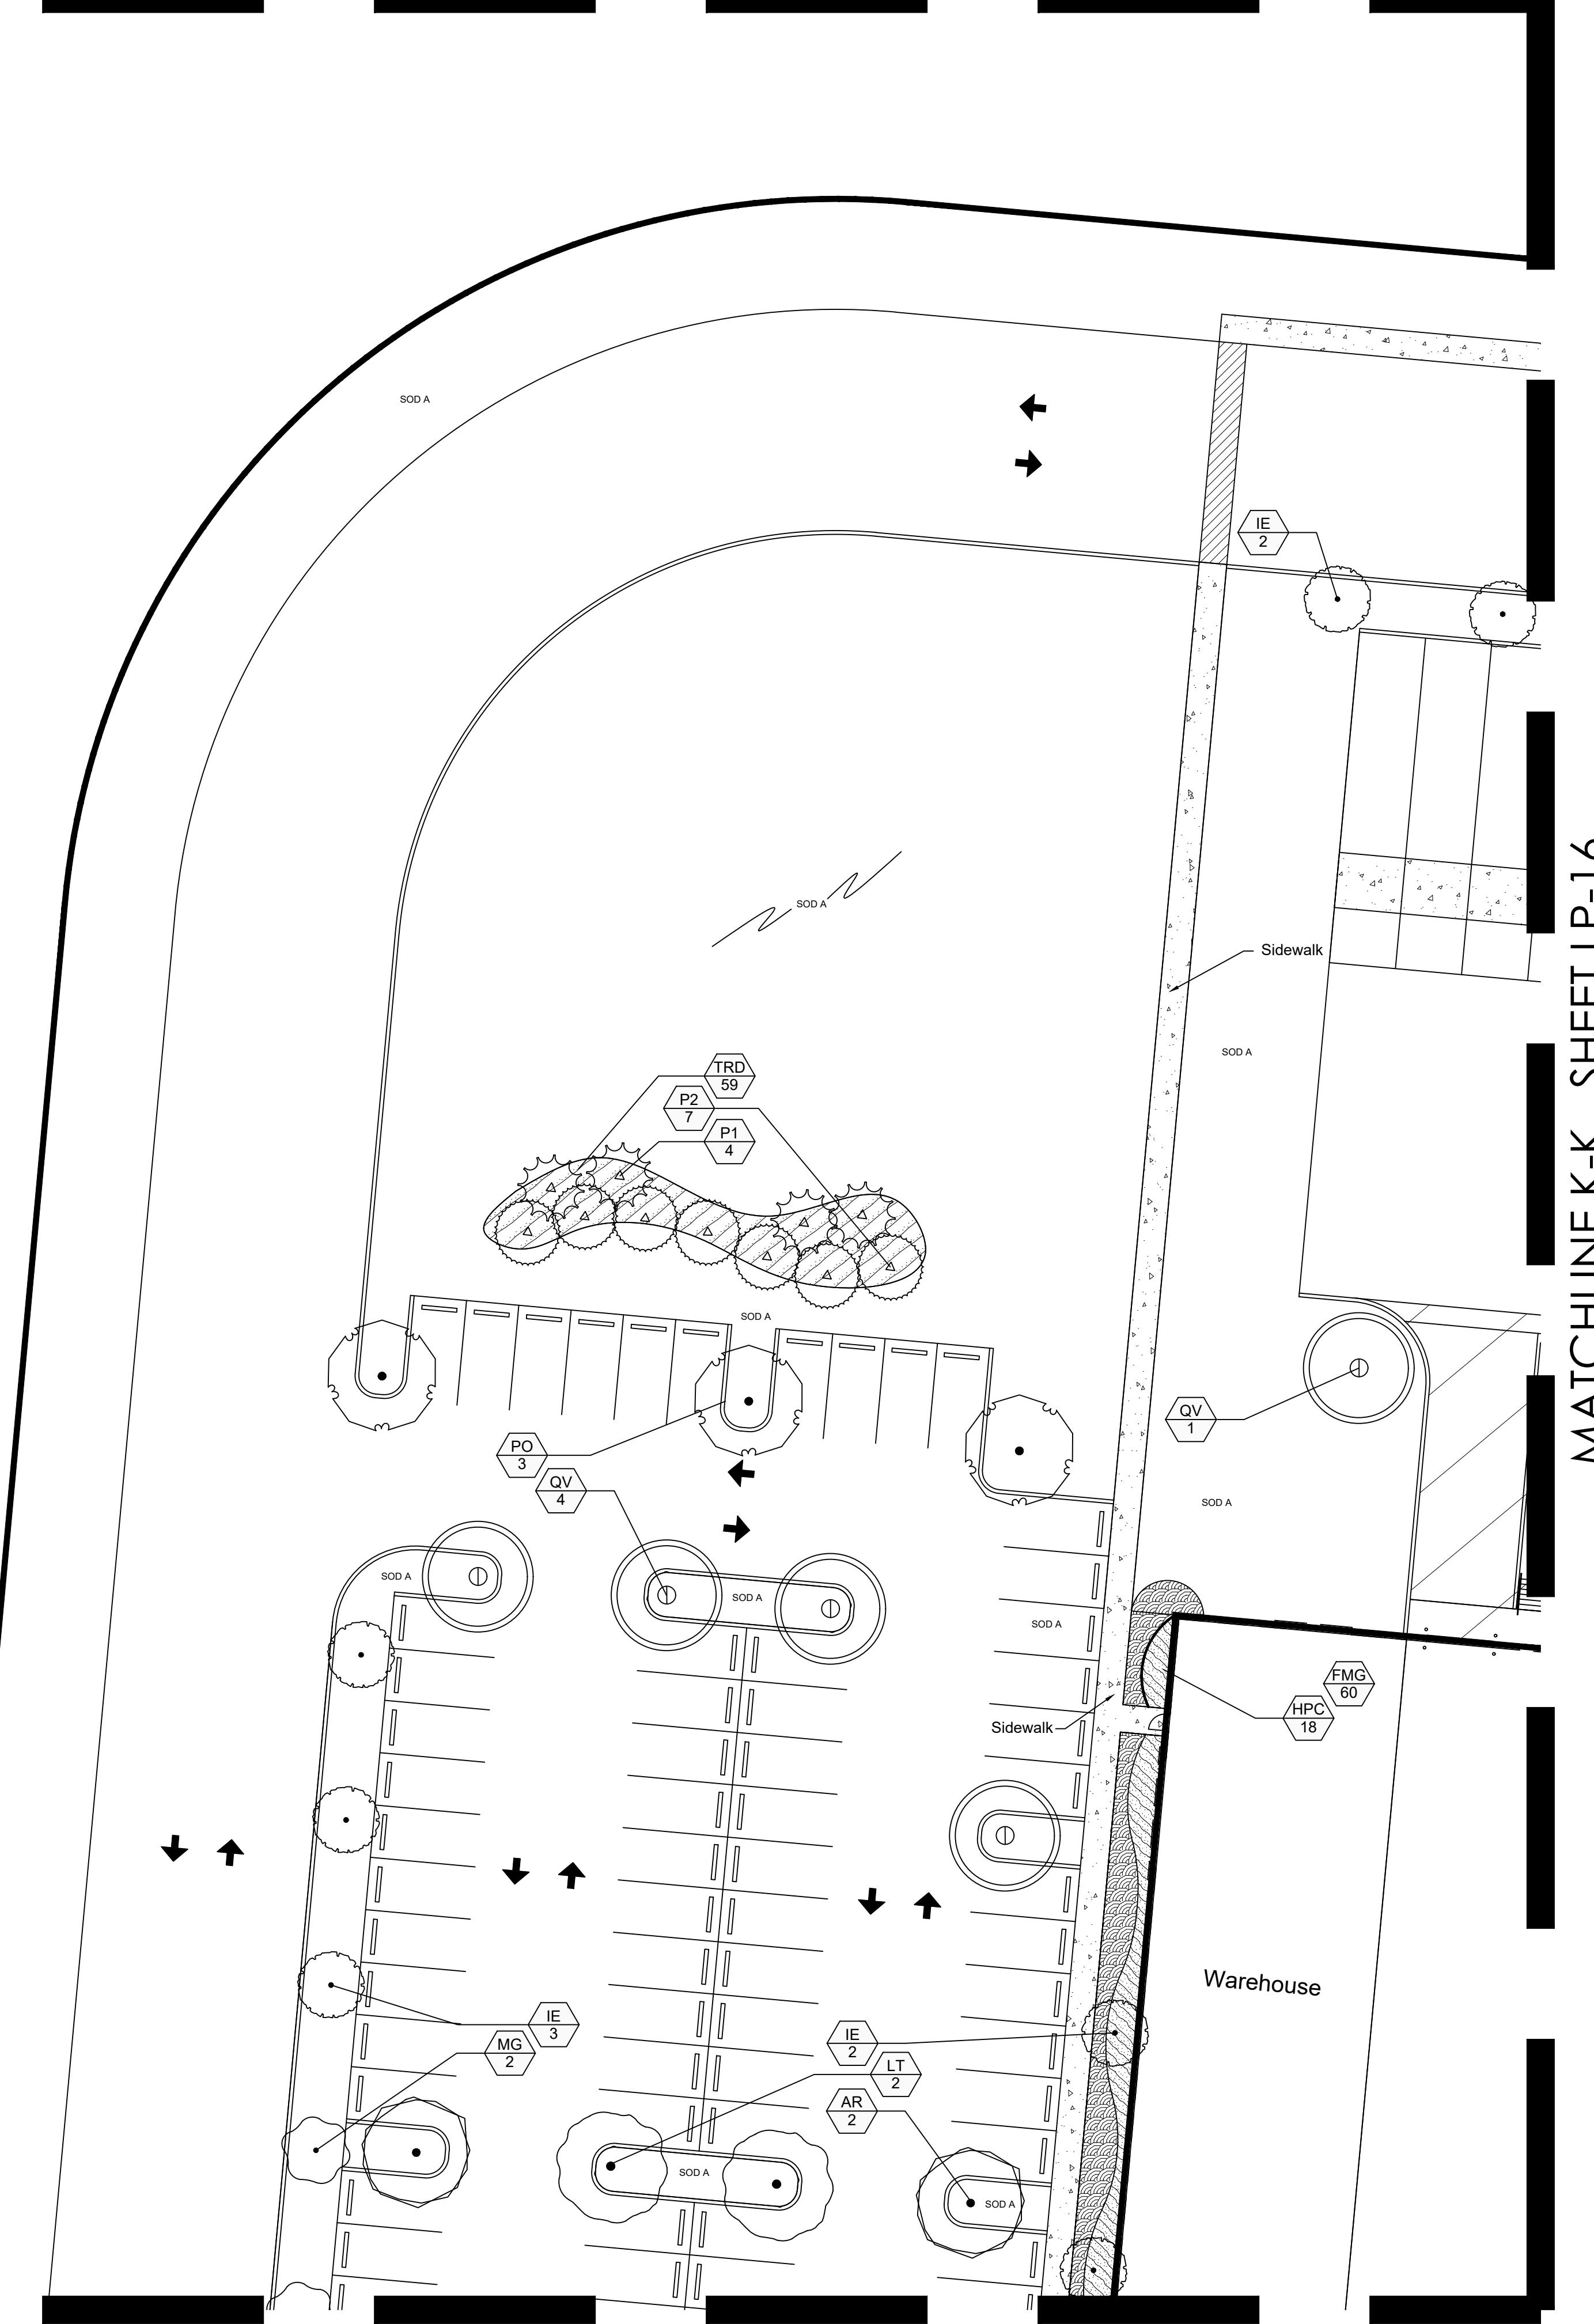 SOD A
IE
2
SOD A
Sidewalk
SOD A
TRD
59
P2
7
P1
4
SOD A
QV
1
PO
3
QV
4
SOD A
SOD A
SOD A
SOD A
FMG
60
HPC
18
Sidewalk
Warehouse
IE
3
MG
2
IE
2
LT
2
AR
2
SOD A
SOD A
MATCHLINE K-K SHEET LP-16